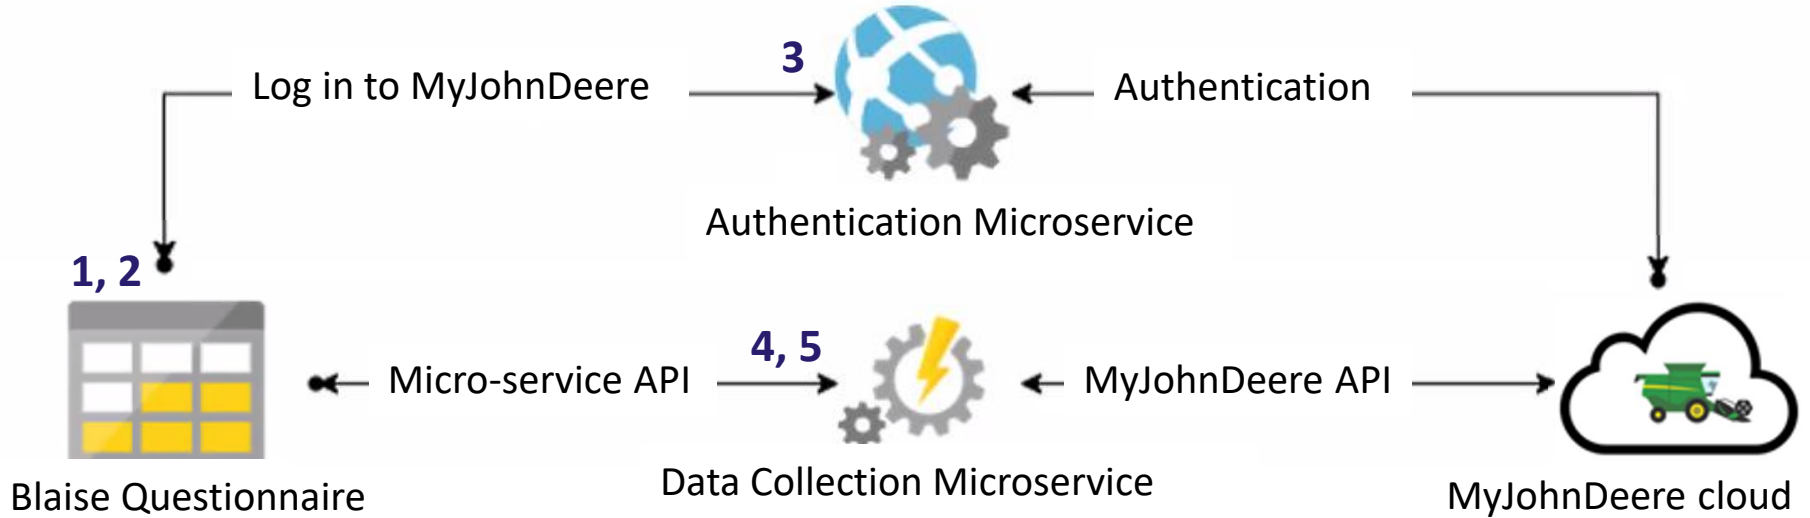 3
Log in to MyJohnDeere
Authentication
Authentication Microservice
1, 2
4, 5
Micro-service API
MyJohnDeere API
Blaise Questionnaire
Data Collection Microservice
MyJohnDeere cloud